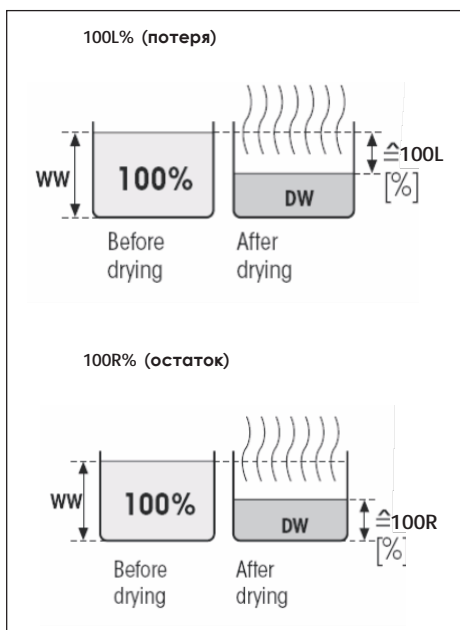 100L% (потеря)
WW
100%
DW
≙100L
[%]
Before
drying
After
drying
100R% (остаток)
WW
100%
DW
≙100R
[%]
Before
drying
After
drying